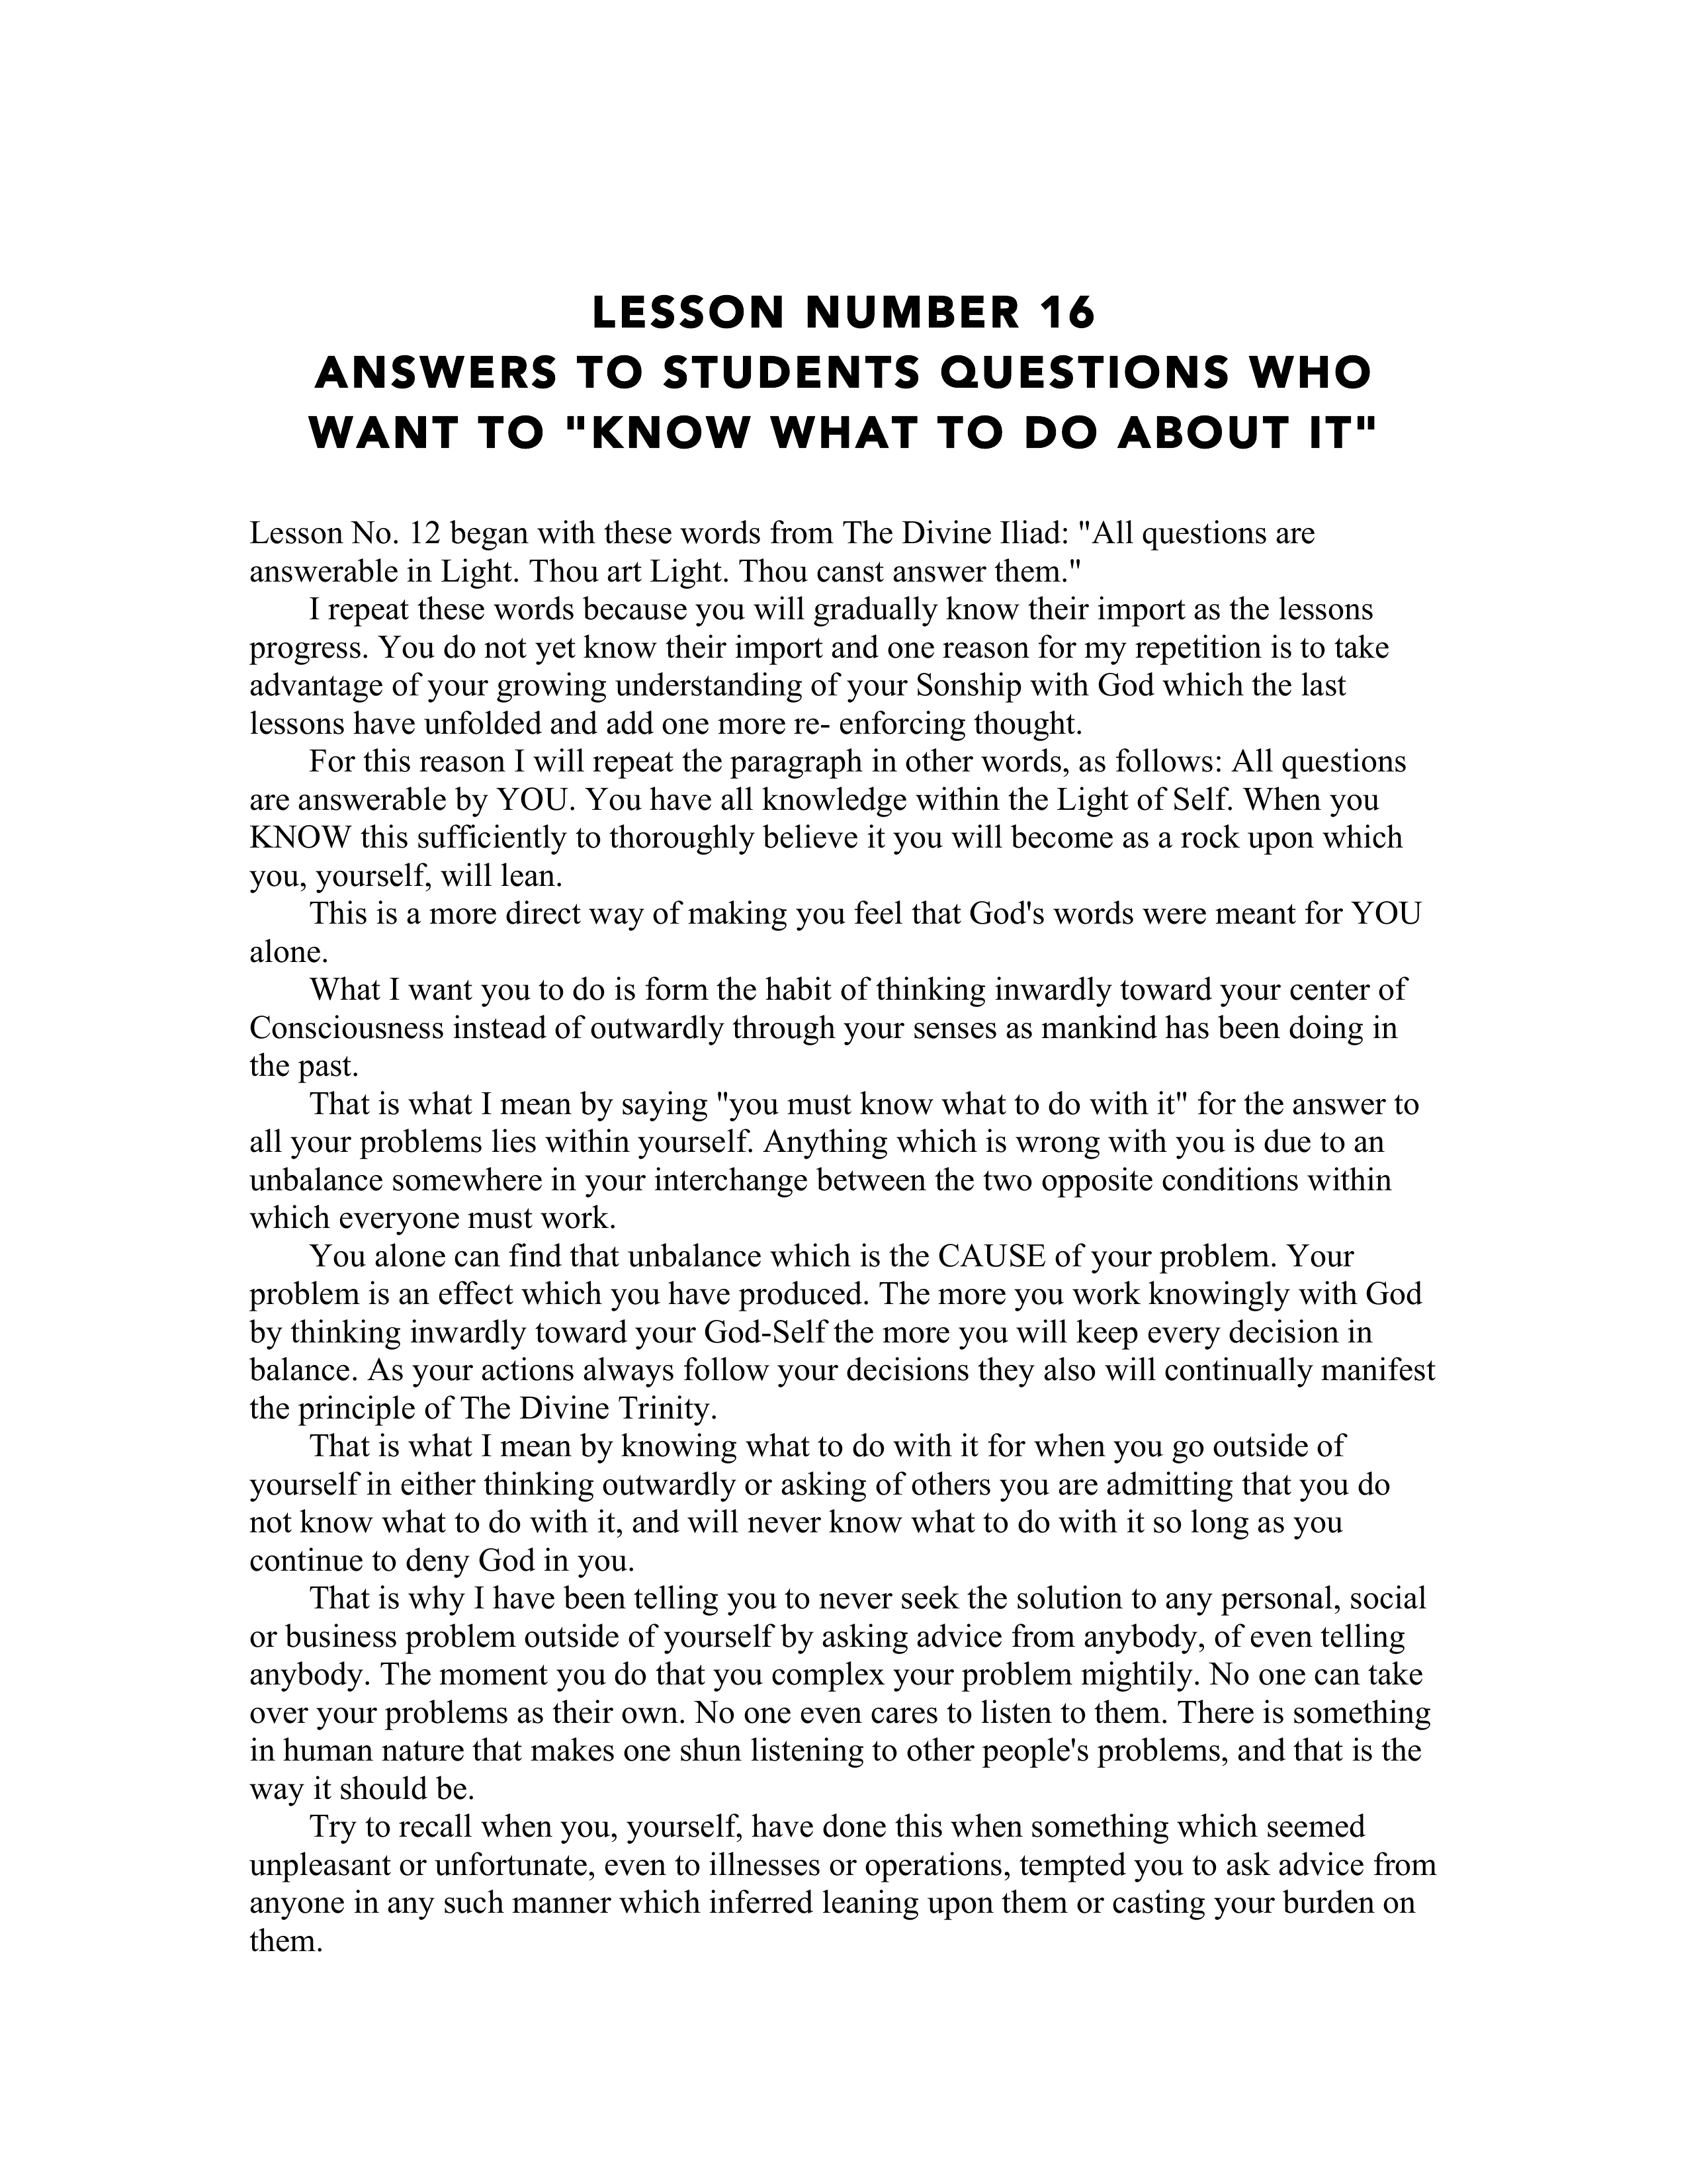 LESSON NUMBER 16
ANSWERS TO STUDENTS QUESTIONS WHO
WANT TO "KNOW WHAT TO DO ABOUT IT"
Lesson No. 12 began with these words from The Divine Iliad: "All questions are
answerable in Light. Thou art Light. Thou canst answer them."
I repeat these words because you will gradually know their import as the lessons
progress. You do not yet know their import and one reason for my repetition is to take
advantage of your growing understanding of your Sonship with God which the last
lessons have unfolded and add one more re- enforcing thought.
For this reason I will repeat the paragraph in other words, as follows: All questions
are answerable by YOU. You have all knowledge within the Light of Self. When you
KNOW this sufficiently to thoroughly believe it you will become as a rock upon which
you, yourself, will lean.
This is a more direct way of making you feel that God's words were meant for YOU
alone.
What I want you to do is form the habit of thinking inwardly toward your center of
Consciousness instead of outwardly through your senses as mankind has been doing in
the past.
That is what I mean by saying "you must know what to do with it" for the answer to
all your problems lies within yourself. Anything which is wrong with you is due to an
unbalance somewhere in your interchange between the two opposite conditions within
which everyone must work.
You alone can find that unbalance which is the CAUSE of your problem. Your
problem is an effect which you have produced. The more you work knowingly with God
by thinking inwardly toward your God-Self the more you will keep every decision in
balance. As your actions always follow your decisions they also will continually manifest
the principle of The Divine Trinity.
That is what I mean by knowing what to do with it for when you go outside of
yourself in either thinking outwardly or asking of others you are admitting that you do
not know what to do with it, and will never know what to do with it so long as you
continue to deny God in you.
That is why I have been telling you to never seek the solution to any personal, social
or business problem outside of yourself by asking advice from anybody, of even telling
anybody. The moment you do that you complex your problem mightily. No one can take
over your problems as their own. No one even cares to listen to them. There is something
in human nature that makes one shun listening to other people's problems, and that is the
way it should be.
Try to recall when you, yourself, have done this when something which seemed
unpleasant or unfortunate, even to illnesses or operations, tempted you to ask advice from
anyone in any such manner which inferred leaning upon them or casting your burden on
them.